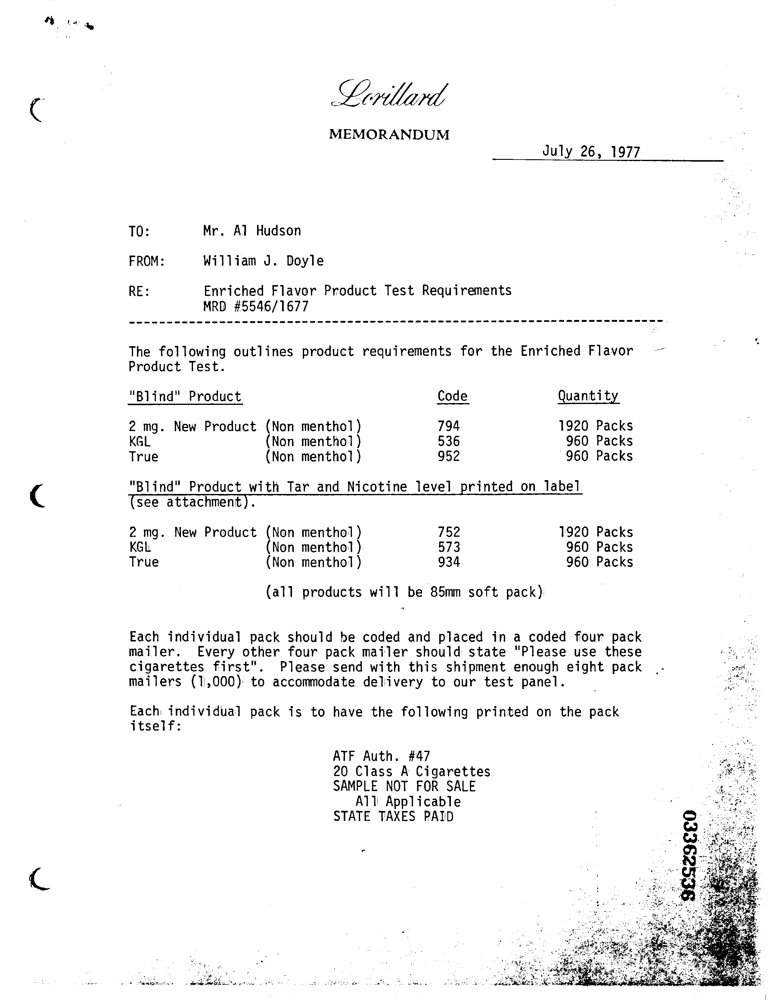 Lorillard
MEMORANDUM
July 26, 1977
TO: Mr. Al Hudson
FROM: William J. Doyle
RE: Enriched Flavor Product Test Requirements
MRD #5546/1677
The following outlines product requirements for the Enriched Flavor
Product Test.
"Blind" Product Code Quantity
2 mg. New Product (Non menthol) 794 1920 Packs
KGL (Non menthol) 536 960 Packs
True (Non menthol) 952 960 Packs
"Blind" Product with Tar and Nicotine level printed on label
(see attachment).
2 mg. New Product (Non menthol) 752 1920 Packs
KGL (Non menthol) 573 960 Packs
True (Non menthol) 934 960 Packs
(all products will be 85mm soft pack)
Each individual pack should be coded and placed in a coded four pack
mailer. Every other four pack mailer should state "Please use these
cigarettes first". Please send with this shipment enough eight pack
mailers (1,000) to accommodate delivery to our test panel.
Each individual pack is to have the following printed on the pack
itself:
ATF Auth. #47
20 Class A Cigarettes
SAMPLE NOT FOR SALE
All Applicable
STATE TAXES PAID
03362536